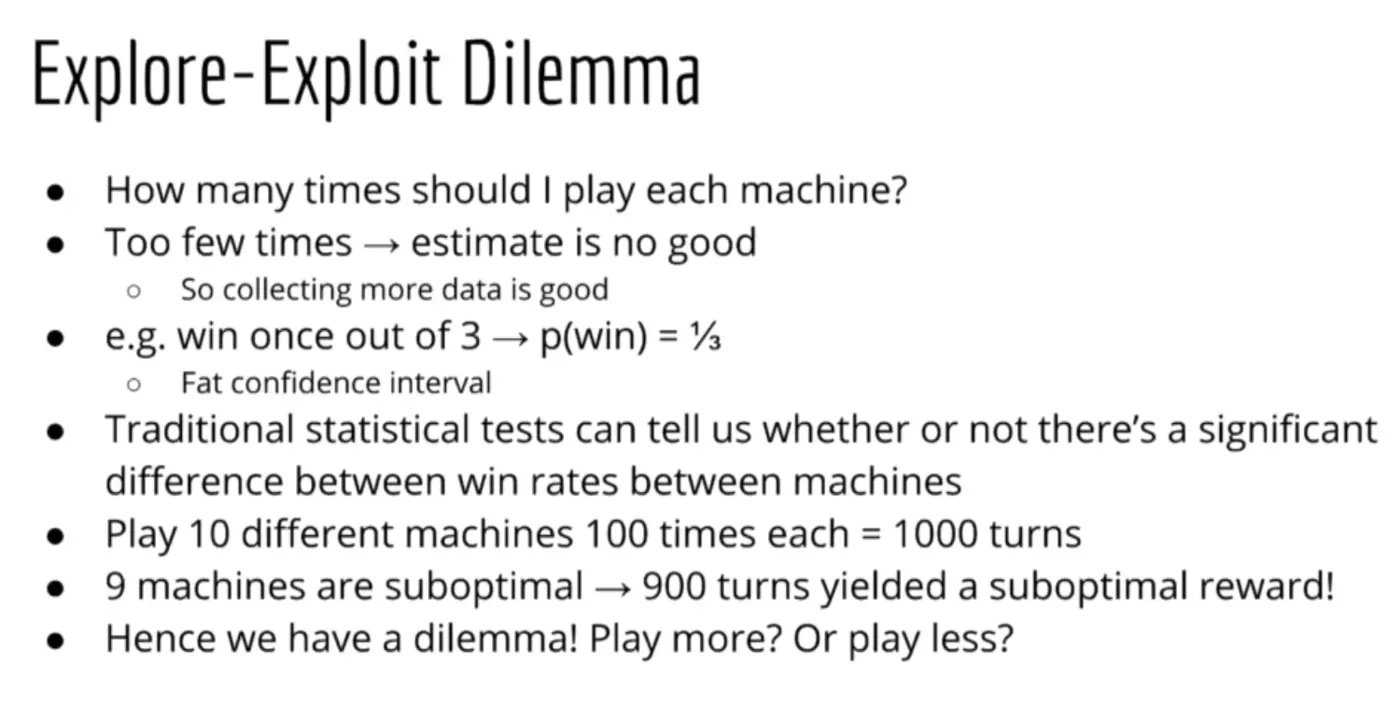 Explore-Exploit Dilemma
● How many times should I play each machine?
● Too few times → estimate is no good
○ So collecting more data is good
● e.g. win once out of 3 → p(win) = ⅓
○ Fat confidence interval
● Traditional statistical tests can tell us whether or not there’s a significant
difference between win rates between machines
● Play 10 different machines 100 times each = 1000 turns
● 9 machines are suboptimal → 900 turns yielded a suboptimal reward!
● Hence we have a dilemma! Play more? Or play less?